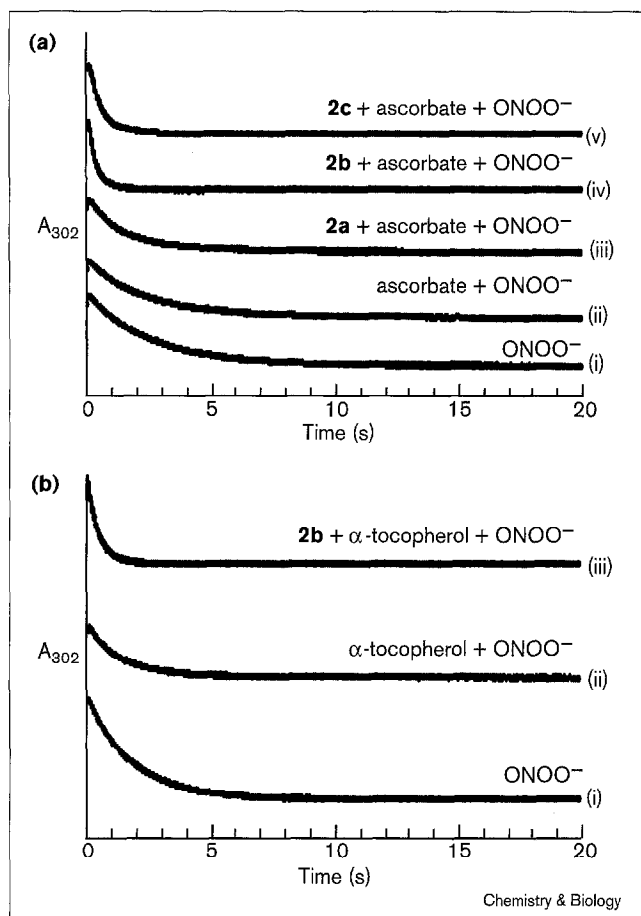 (a)
2c + ascorbate + ONOO⁻
(v)
2b + ascorbate + ONOO⁻
(iv)
A₃₀₂
2a + ascorbate + ONOO⁻
(iii)
ascorbate + ONOO⁻
(ii)
ONOO⁻
(i)
0 5 10 15 20
Time (s)
(b)
2b + α-tocopherol + ONOO⁻
(iii)
A₃₀₂
α-tocopherol + ONOO⁻
(ii)
ONOO⁻
(i)
0 5 10 15 20
Time (s)
Chemistry & Biology